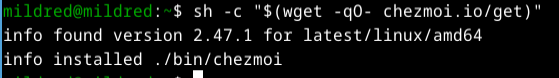 mildred@mildred:~$ sh -c "$(wget -qO- chezmoi.io/get)"
info found version 2.47.1 for latest/linux/amd64
info installed ./bin/chezmoi